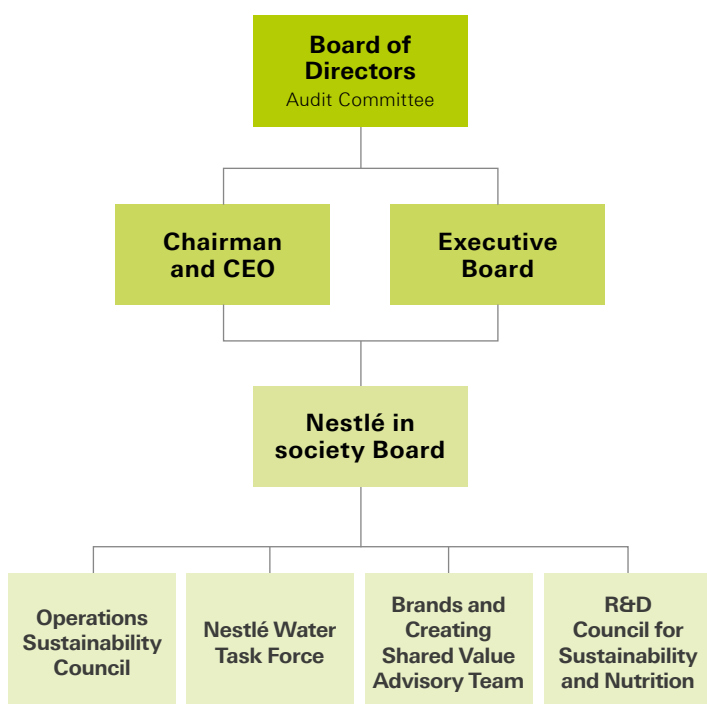 Board of
Directors
Audit Committee
Chairman
and CEO
Executive
Board
Nestlé in
society Board
Operations
Sustainability
Council
Nestlé Water
Task Force
Brands and
Creating
Shared Value
Advisory Team
R&D
Council for
Sustainability
and Nutrition